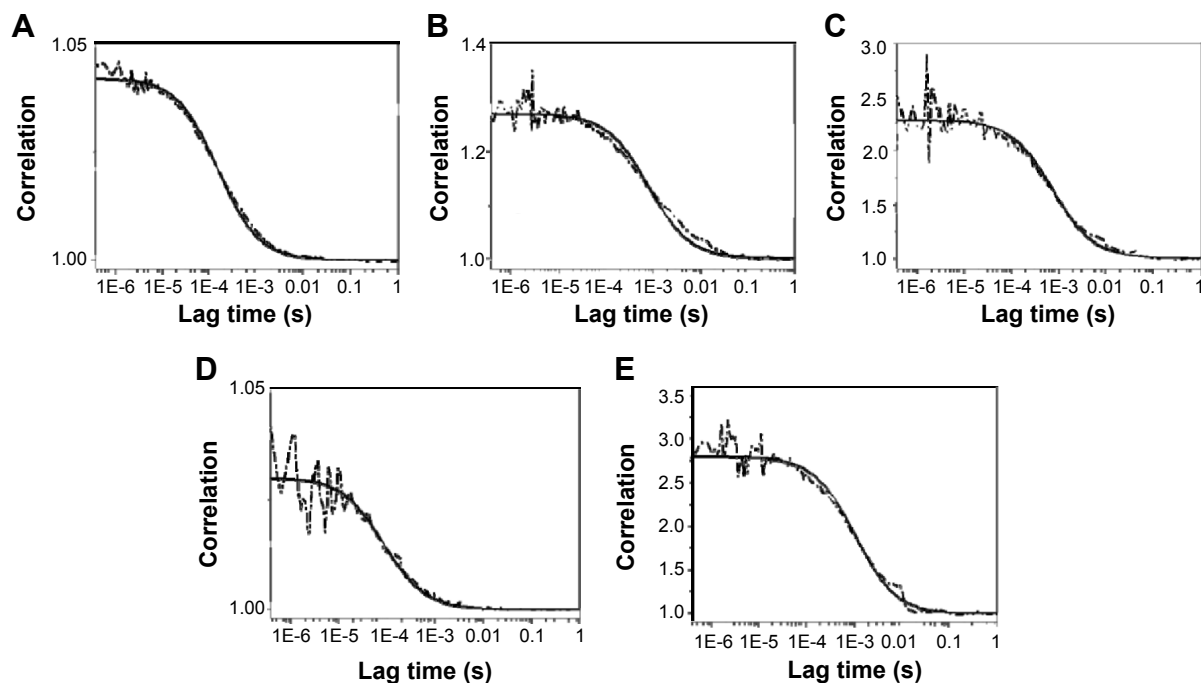 A
1.05
1.00
Correlation
1E-6 1E-5 1E-4 1E-3 0.01 0.1 1
Lag time (s)
B
1.4
1.2
1.0
Correlation
1E-6 1E-5 1E-4 1E-3 0.01 0.1 1
Lag time (s)
C
3.0
2.5
2.0
1.5
1.0
Correlation
1E-6 1E-5 1E-4 1E-3 0.01 0.1 1
Lag time (s)
D
1.05
1.00
Correlation
1E-6 1E-5 1E-4 1E-3 0.01 0.1 1
Lag time (s)
E
3.5
3.0
2.5
2.0
1.5
1.0
Correlation
1E-6 1E-5 1E-4 1E-3 0.01 0.1 1
Lag time (s)